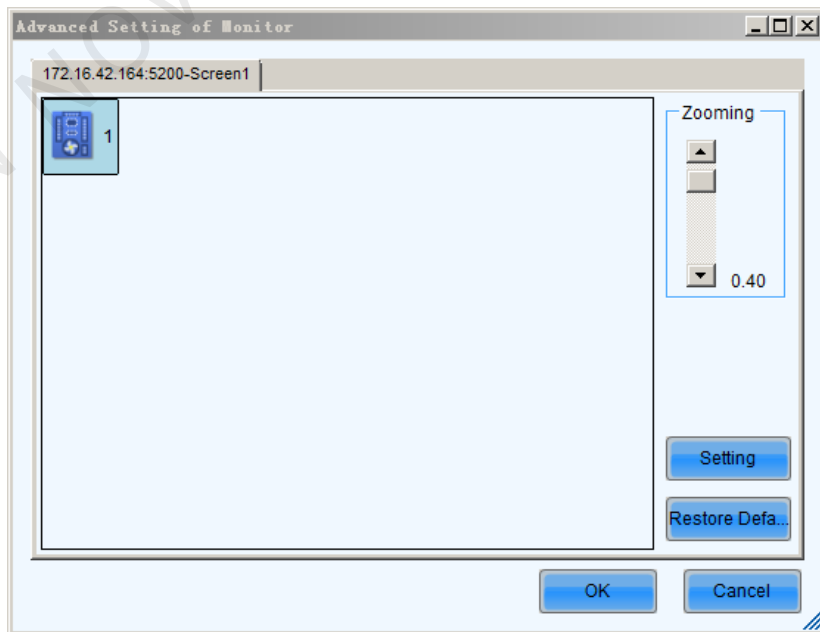 Advanced Setting of Monitor
172.16.42.164:5200-Screen1
1
Zooming
0.40
Setting
Restore Defa...
OK
Cancel